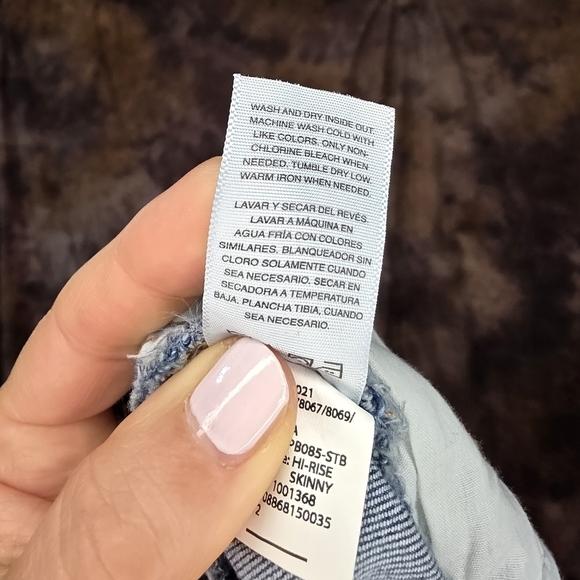 WASH AND DRY INSIDE OUT.
MACHINE WASH COLD WITH
LIKE COLORS. ONLY NON-
CHLORINE BLEACH WHEN
NEEDED. TUMBLE DRY LOW.
WARM IRON WHEN NEEDED.
LAVAR Y SECAR DEL REVÉS
LAVAR A MÁQUINA EN
AGUA FRÍA CON COLORES
SIMILARES. BLANQUEADOR SIN
CLORO SOLAMENTE CUANDO
SEA NECESARIO. SECAR EN
SECADORA A TEMPERATURA
BAJA. PLANCHA TIBIA, CUANDO
SEA NECESARIO.
021
/8067/8069/
A
PB085-STB
e: HI-RISE
SKINNY
1001368
08868150035
2